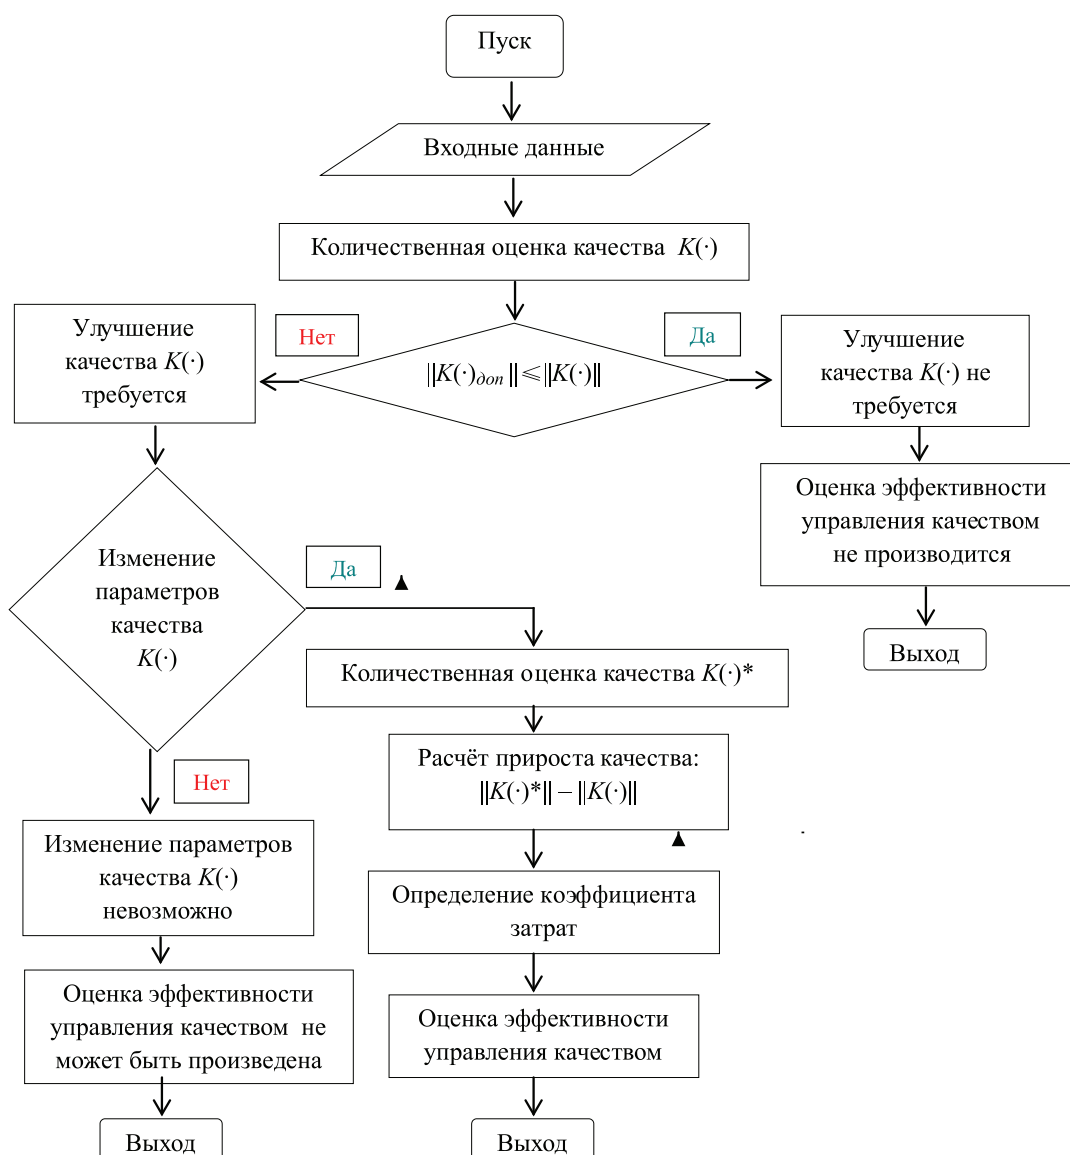 Пуск
Входные данные
Количественная оценка качества K(·)
Улучшение
качества K(·)
требуется
Нет
||K(·)доп || ⩽ ||K(·)||
Да
Улучшение
качества K(·) не
требуется
Оценка эффективности
управления качеством
не производится
Выход
Изменение
параметров
качества
K(·)
Да
Количественная оценка качества K(·)*
Расчёт прироста качества:
||K(·)*|| – ||K(·)||
Определение коэффициента
затрат
Оценка эффективности
управления качеством
Выход
Нет
Изменение параметров
качества K(·)
невозможно
Оценка эффективности
управления качеством не
может быть произведена
Выход